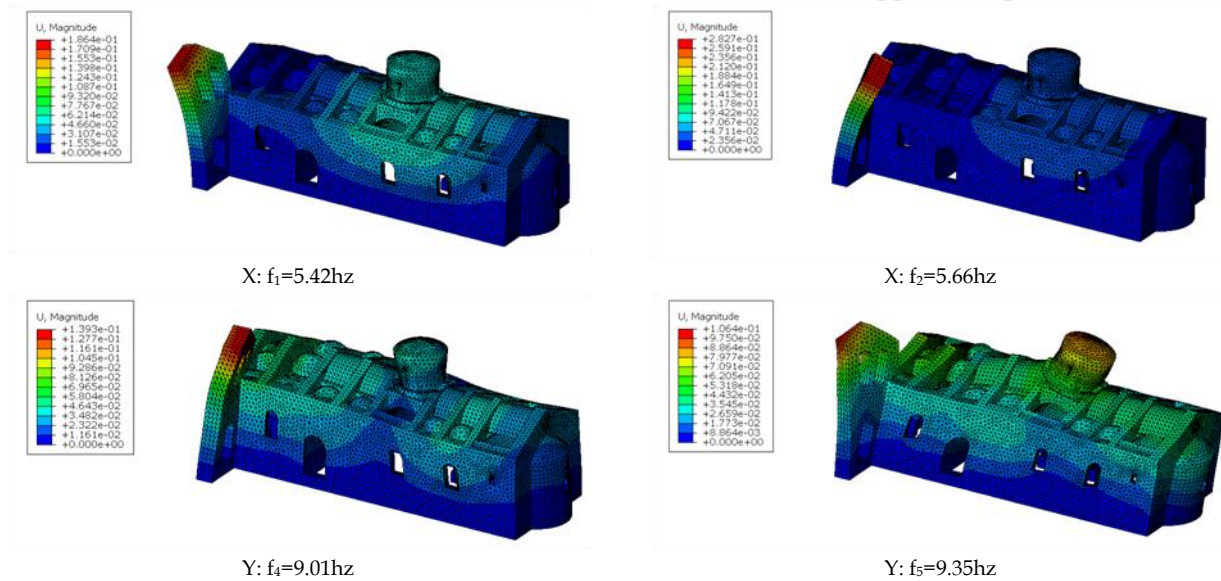 U, Magnitude
+1.864e-01
+1.709e-01
+1.553e-01
+1.398e-01
+1.243e-01
+1.087e-01
+9.320e-02
+7.767e-02
+6.214e-02
+4.660e-02
+3.107e-02
+1.553e-02
+0.000e+00
X: f₁=5.42hz
U, Magnitude
+2.827e-01
+2.591e-01
+2.356e-01
+2.120e-01
+1.884e-01
+1.649e-01
+1.413e-01
+1.178e-01
+9.422e-02
+7.067e-02
+4.711e-02
+2.356e-02
+0.000e+00
X: f₂=5.66hz
U, Magnitude
+1.393e-01
+1.277e-01
+1.161e-01
+1.045e-01
+9.286e-02
+8.126e-02
+6.965e-02
+5.804e-02
+4.643e-02
+3.482e-02
+2.322e-02
+1.161e-02
+0.000e+00
Y: f₄=9.01hz
U, Magnitude
+1.064e-01
+9.750e-02
+8.864e-02
+7.977e-02
+7.091e-02
+6.205e-02
+5.318e-02
+4.432e-02
+3.545e-02
+2.659e-02
+1.773e-02
+8.864e-03
+0.000e+00
Y: f₅=9.35hz